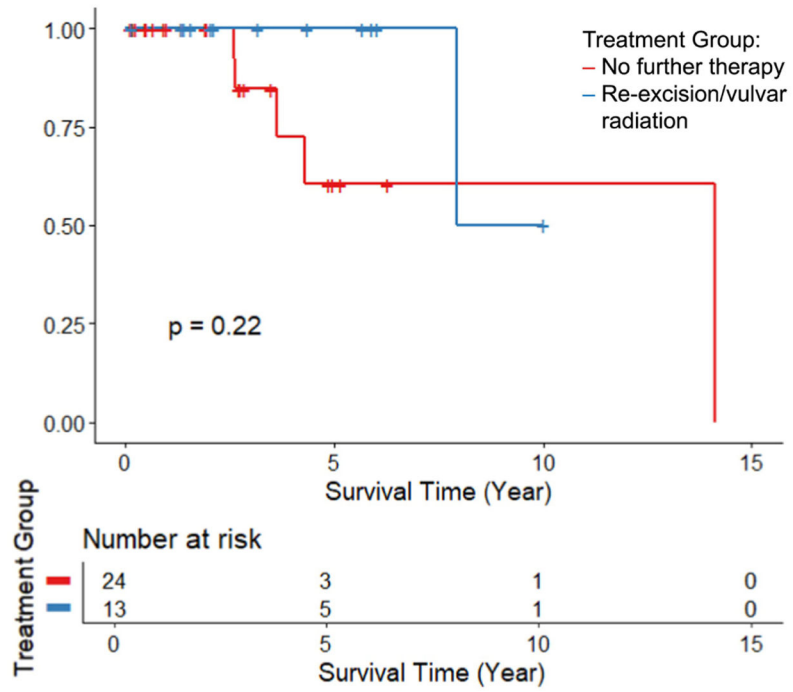 Treatment Group:
No further therapy
Re-excision/vulvar
radiation
1.00
0.75
0.50
0.25
0.00
p = 0.22
0 5 10 15
Survival Time (Year)
Treatment Group
Number at risk
24 3 1 0
13 5 1 0
0 5 10 15
Survival Time (Year)